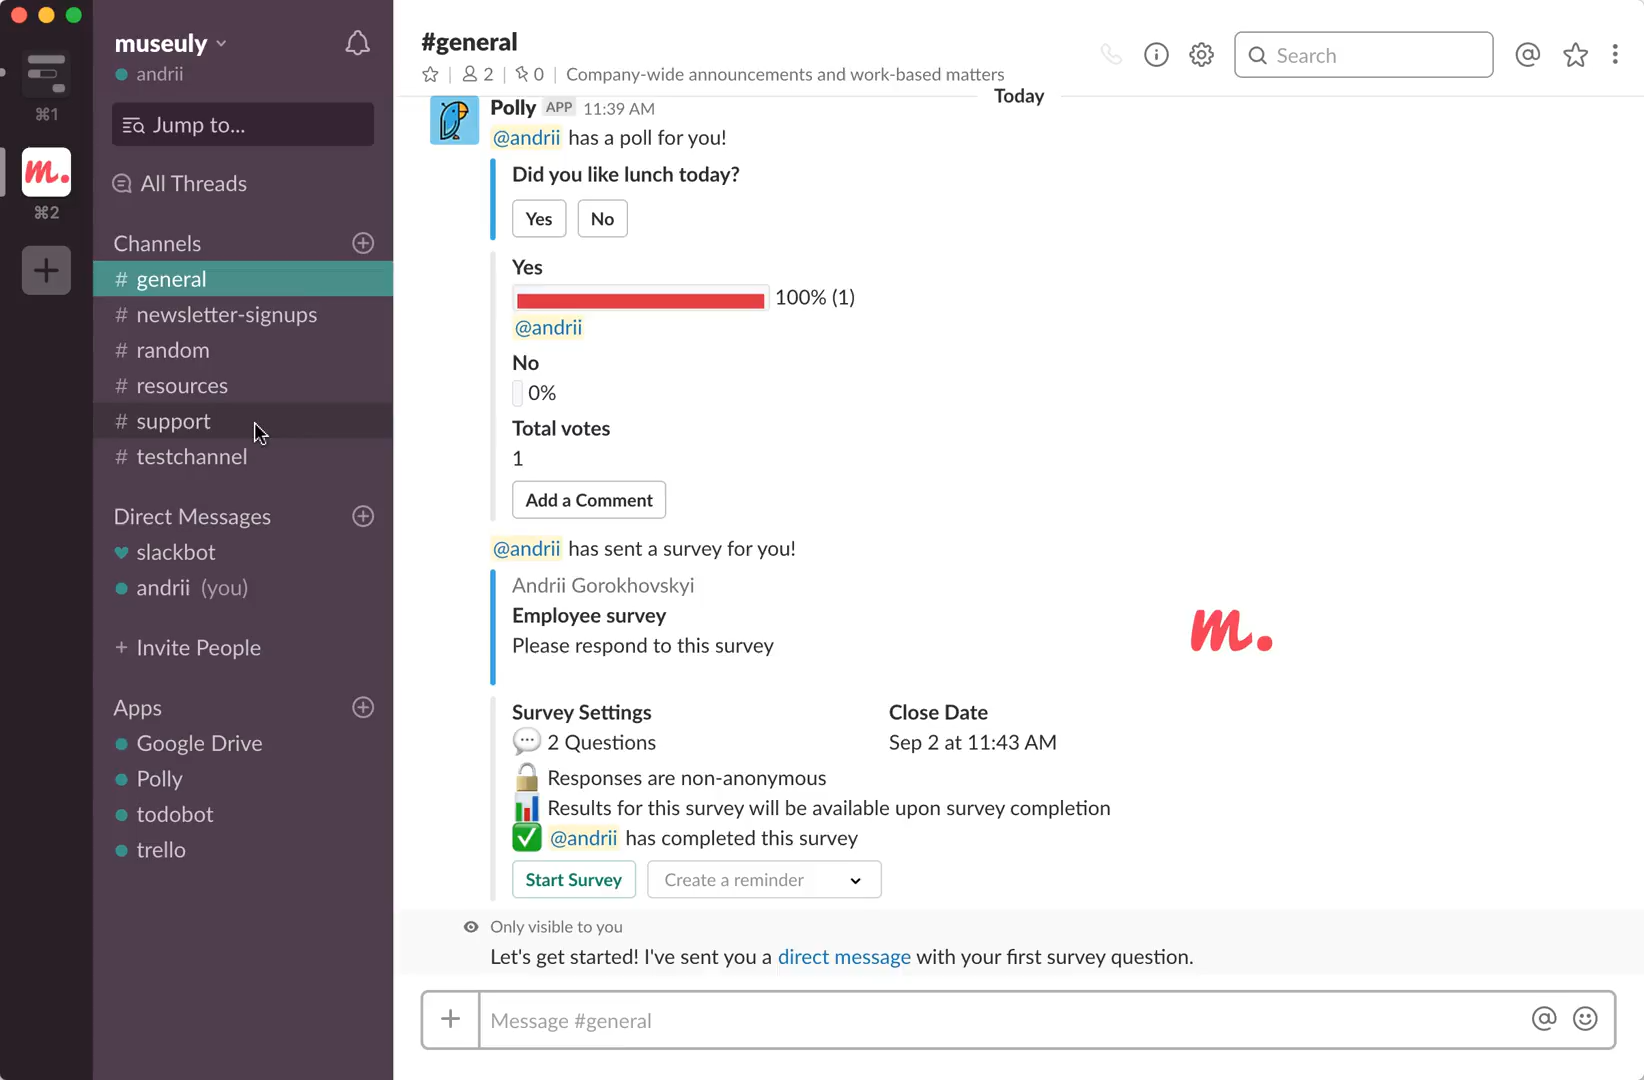 museuly
andrii
⌘1
⌘2
Jump to...
All Threads
Channels
# general
# newsletter-signups
# random
# resources
# support
# testchannel
Direct Messages
slackbot
andrii (you)
+ Invite People
Apps
Google Drive
Polly
todobot
trello
m.
#general
2 | 0 | Company-wide announcements and work-based matters
Search
Today
Polly APP 11:39 AM
@andrii has a poll for you!
Did you like lunch today?
Yes No
Yes
100% (1)
@andrii
No
0%
Total votes
1
Add a Comment
@andrii has sent a survey for you!
Andrii Gorokhovskyi
Employee survey
Please respond to this survey
m.
Survey Settings Close Date
2 Questions Sep 2 at 11:43 AM
Responses are non-anonymous
Results for this survey will be available upon survey completion
@andrii has completed this survey
Start Survey Create a reminder
Only visible to you
Let's get started! I've sent you a direct message with your first survey question.
Message #general